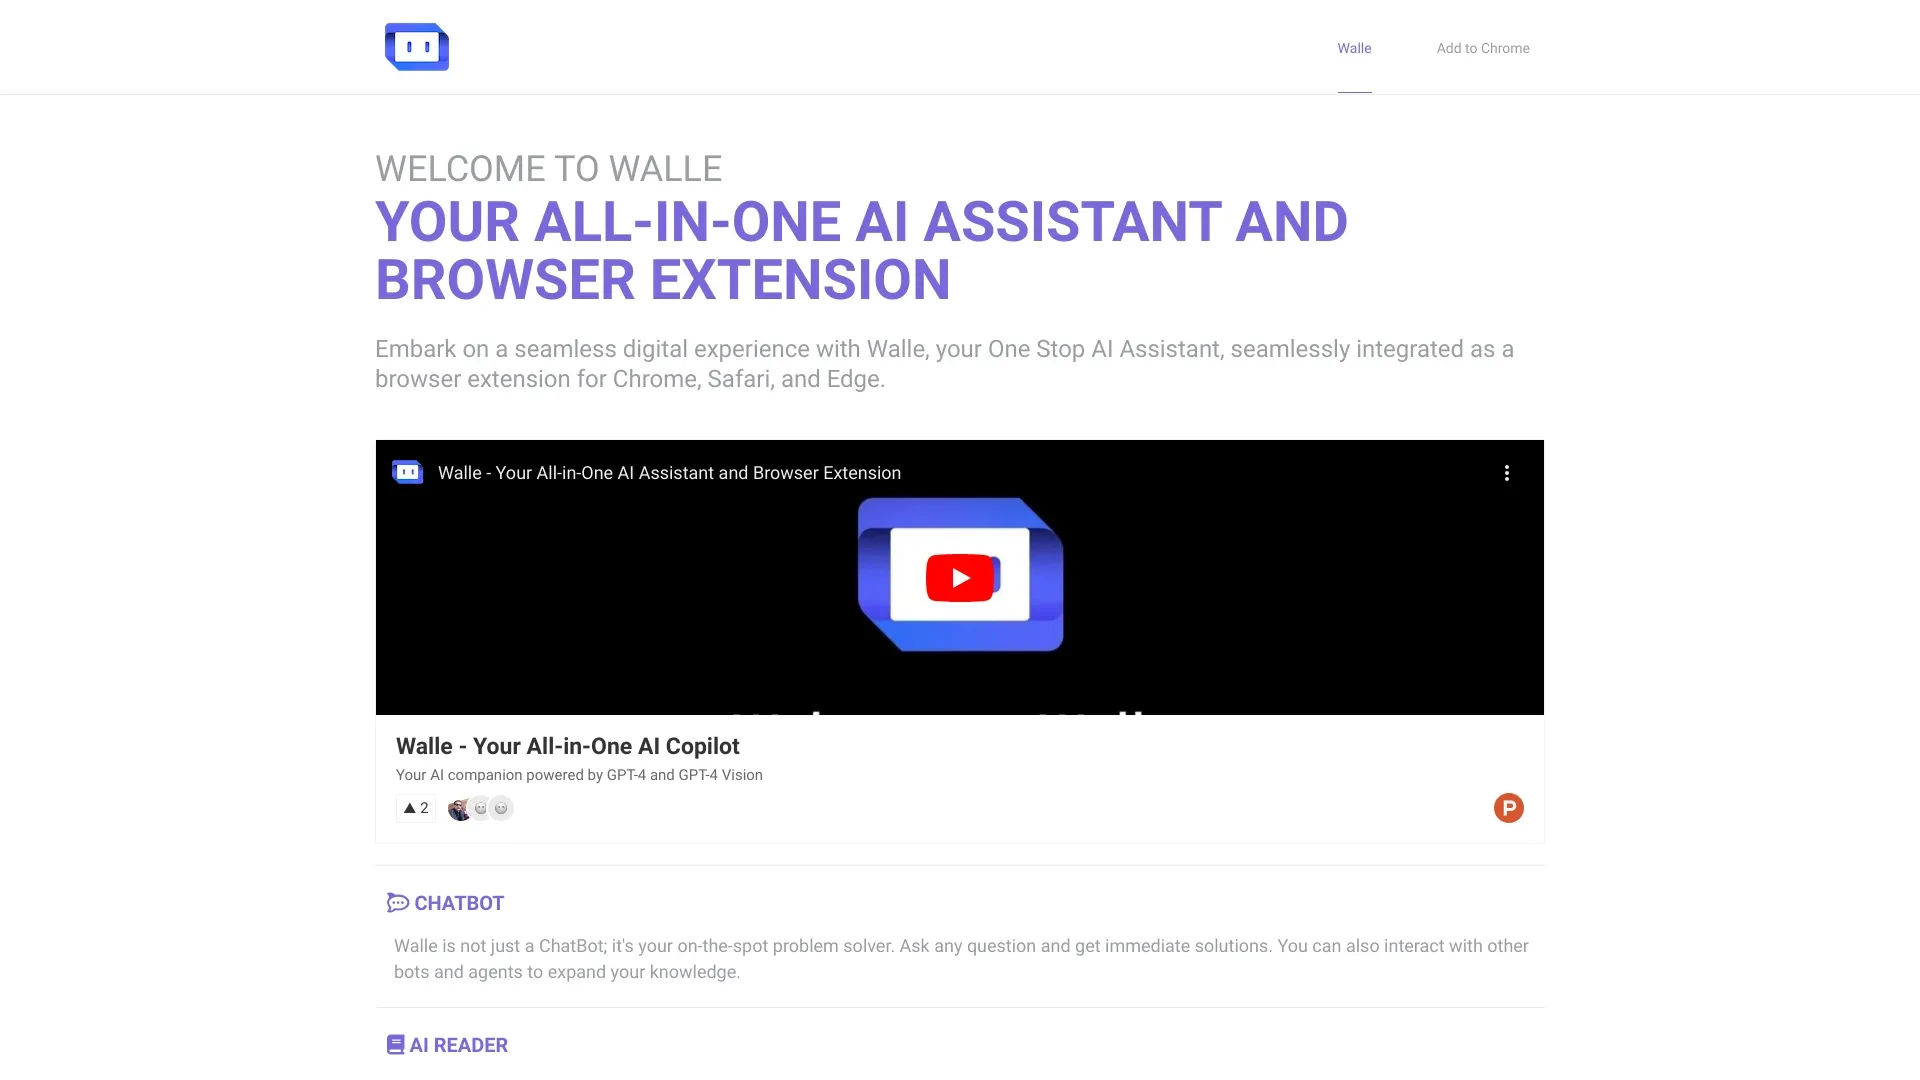 Walle
Add to Chrome
WELCOME TO WALLE
YOUR ALL-IN-ONE AI ASSISTANT AND
BROWSER EXTENSION
Embark on a seamless digital experience with Walle, your One Stop AI Assistant, seamlessly integrated as a
browser extension for Chrome, Safari, and Edge.
Walle - Your All-in-One AI Assistant and Browser Extension
Walle - Your All-in-One AI Copilot
Your AI companion powered by GPT-4 and GPT-4 Vision
▲ 2
P
CHATBOT
Walle is not just a ChatBot; it's your on-the-spot problem solver. Ask any question and get immediate solutions. You can also interact with other
bots and agents to expand your knowledge.
AI READER